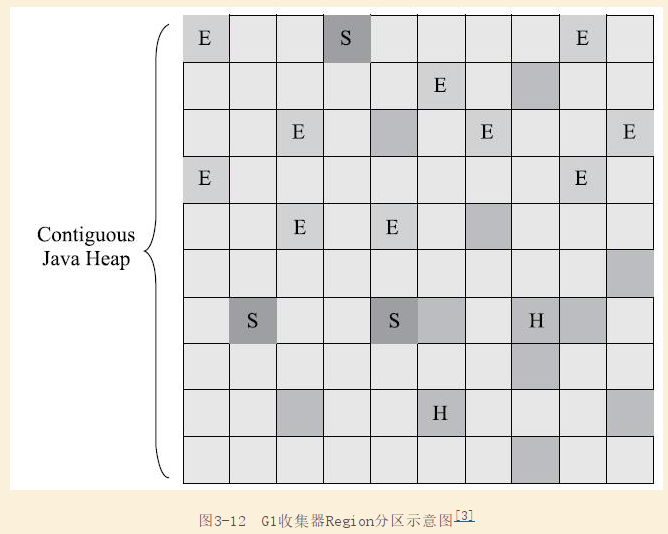 E S E
E
E E E
Contiguous
Java Heap
E E
E E
S S H
H
图3-12 G1收集器Region分区示意图[3]